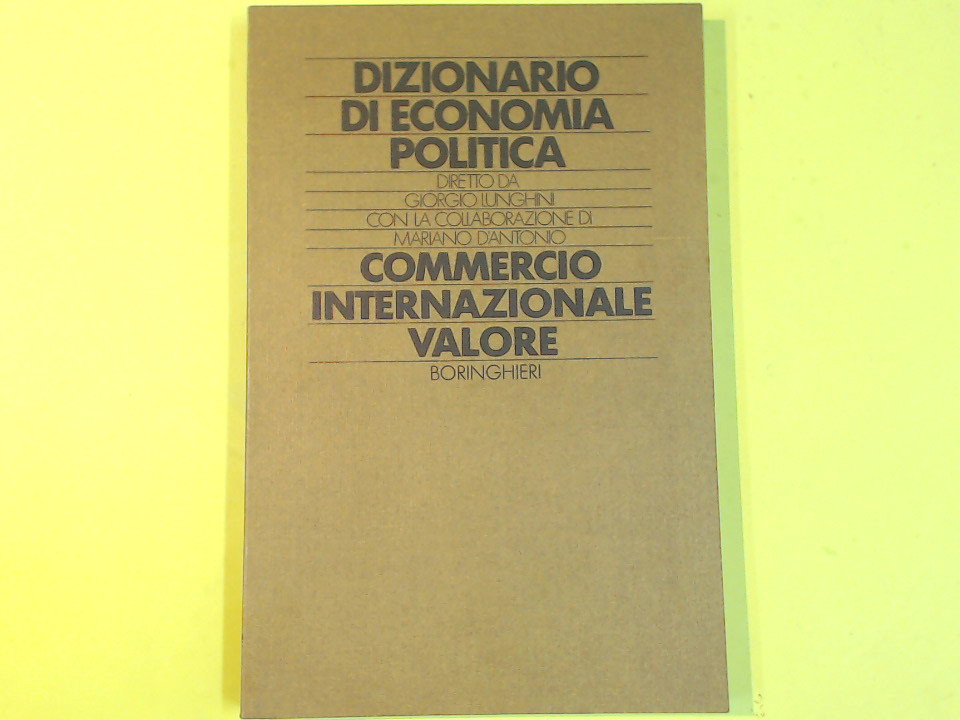 DIZIONARIO
DI ECONOMIA
POLITICA
DIRETTO DA
GIORGIO LUNGHINI
CON LA COLLABORAZIONE DI
MARIANO D'ANTONIO
COMMERCIO
INTERNAZIONALE
VALORE
BORINGHIERI